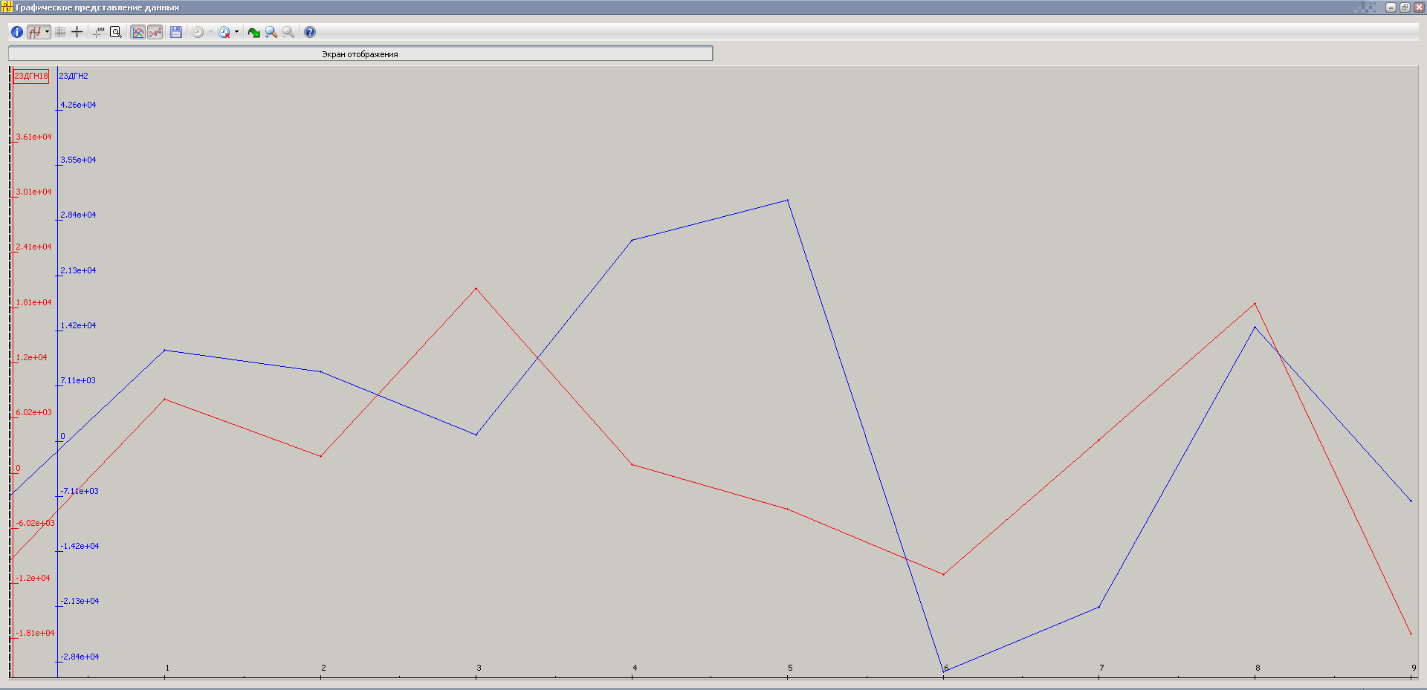 Графическое представление данных
Экран отображения
23ДГН18
23ДГН2
4.26e+04
3.61e+04
3.55e+04
3.01e+04
2.84e+04
2.41e+04
2.13e+04
1.81e+04
1.42e+04
1.2e+04
7.11e+03
6.02e+03
0
0
-7.11e+03
-6.02e+03
-1.42e+04
-1.2e+04
-2.13e+04
-1.81e+04
-2.84e+04
1 2 3 4 5 6 7 8 9